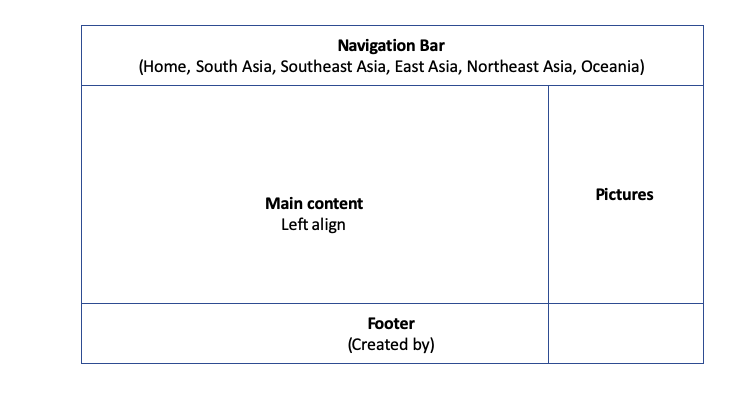 Navigation Bar
(Home, South Asia, Southeast Asia, East Asia, Northeast Asia, Oceania)
Main content
Left align
Pictures
Footer
(Created by)